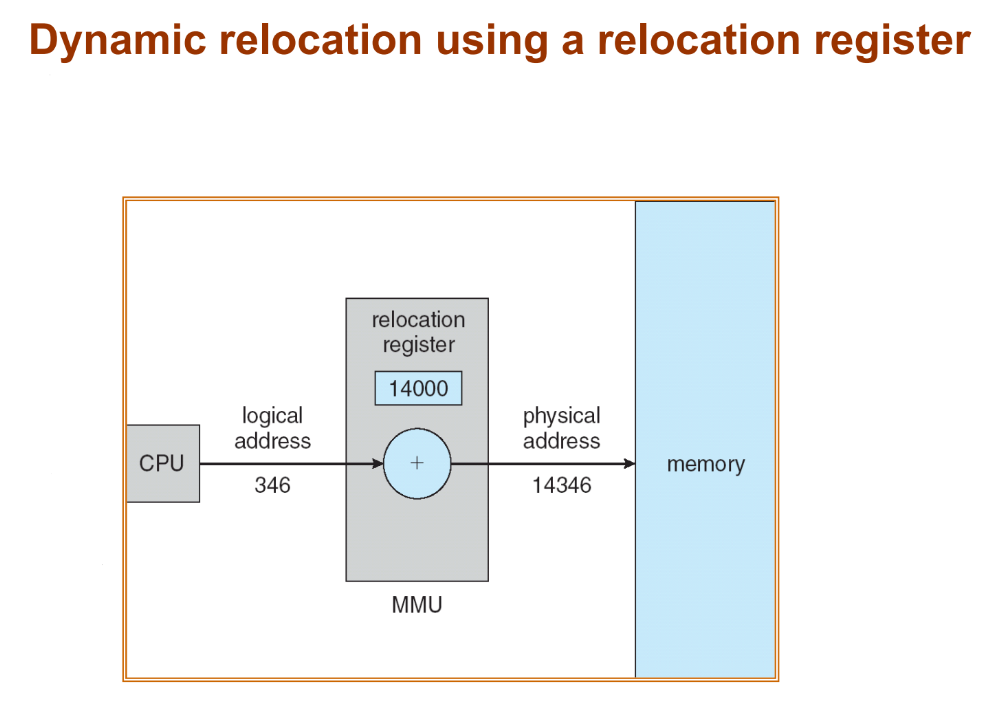 Dynamic relocation using a relocation register
relocation
register
14000
logical
address
346
CPU
+
physical
address
14346
memory
MMU